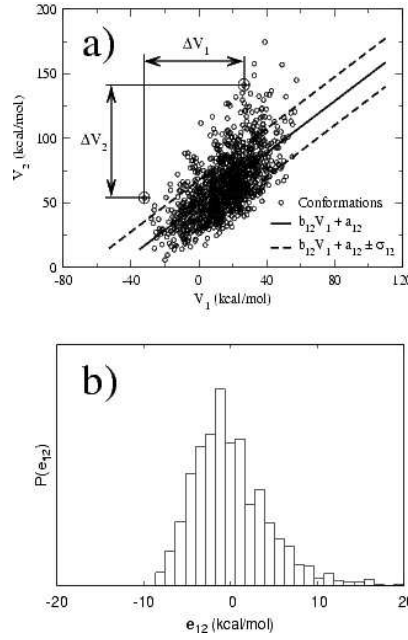 a)
ΔV₁
ΔV₂
V₂ (kcal/mol)
200
150
100
50
0
Conformations
b₁₂V₁ + a₁₂
b₁₂V₁ + a₁₂ ± σ₁₂
-80 -40 0 40 80 120
V₁ (kcal/mol)
b)
P(e₁₂)
-20 -10 0 10 20
e₁₂ (kcal/mol)